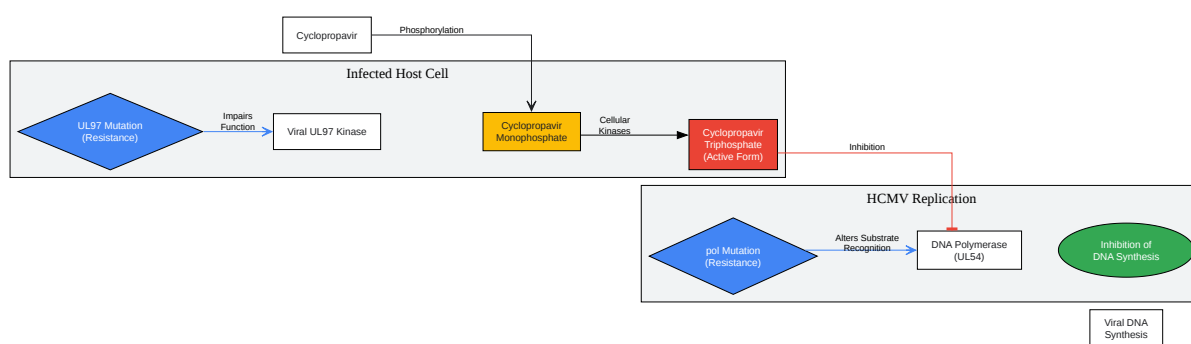 Cyclopropavir
Phosphorylation
Infected Host Cell
UL97 Mutation
(Resistance)
Impairs
Function
Viral UL97 Kinase
Cyclopropavir
Monophosphate
Cellular
Kinases
Cyclopropavir
Triphosphate
(Active Form)
Inhibition
HCMV Replication
pol Mutation
(Resistance)
Alters Substrate
Recognition
DNA Polymerase
(UL54)
Inhibition of
DNA Synthesis
Viral DNA
Synthesis